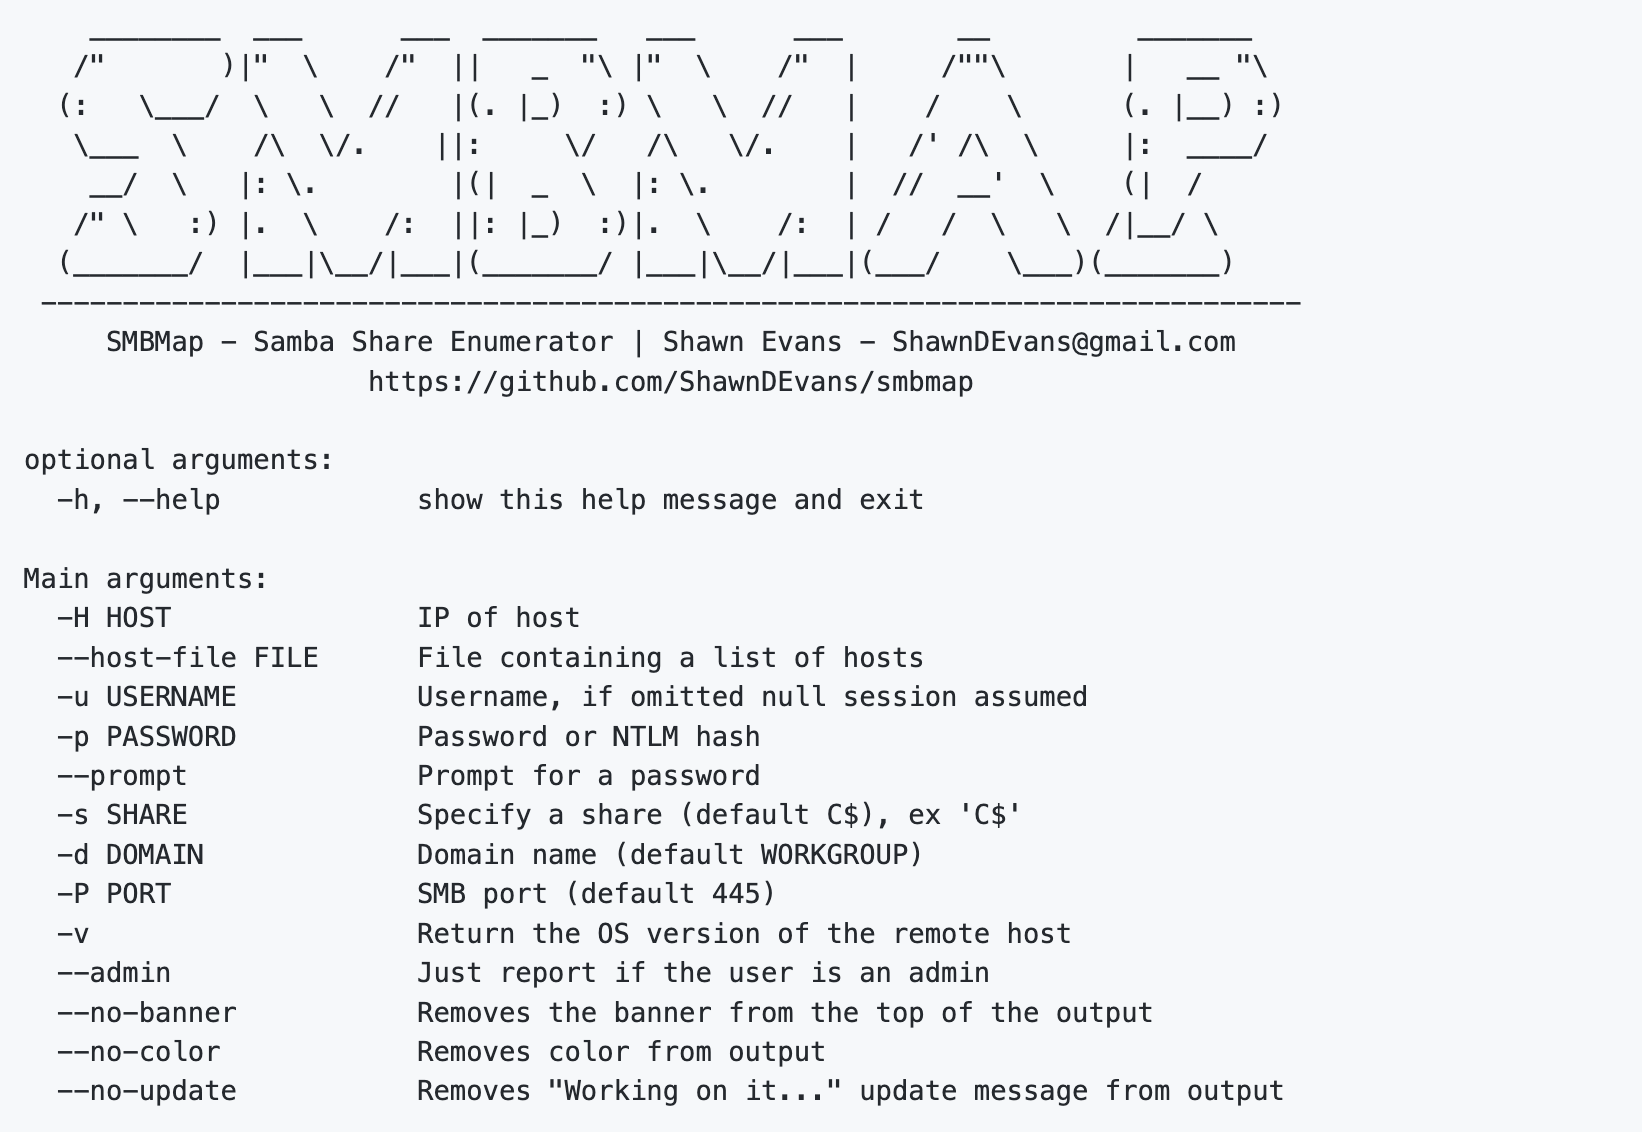 ________  ___      ___  _______   ___      ___       __         _______
   /"       )|"  \    /"  ||   _  "\ |"  \    /"  |     /""\       |   __ "\
  (:   \___/  \   \  //   |(. |_)  :) \   \  //   |    /    \      (. |__) :)
   \___  \    /\  \/.    ||:     \/   /\   \/.    |   /' /\  \     |:  ____/
    __/  \   |: \.        |(|  _  \  |: \.        |  //  __'  \    (|  /
   /" \   :) |.  \    /:  ||: |_)  :)|.  \    /:  | /   /  \   \  /|__/ \
  (_______/  |___|\__/|___|(_______/ |___|\__/|___|(___/    \___)(_______)
 -----------------------------------------------------------------------------
     SMBMap - Samba Share Enumerator | Shawn Evans - ShawnDEvans@gmail.com
                     https://github.com/ShawnDEvans/smbmap

optional arguments:
  -h, --help            show this help message and exit

Main arguments:
  -H HOST               IP of host
  --host-file FILE      File containing a list of hosts
  -u USERNAME           Username, if omitted null session assumed
  -p PASSWORD           Password or NTLM hash
  --prompt              Prompt for a password
  -s SHARE              Specify a share (default C$), ex 'C$'
  -d DOMAIN             Domain name (default WORKGROUP)
  -P PORT               SMB port (default 445)
  -v                    Return the OS version of the remote host
  --admin               Just report if the user is an admin
  --no-banner           Removes the banner from the top of the output
  --no-color            Removes color from output
  --no-update           Removes "Working on it..." update message from output